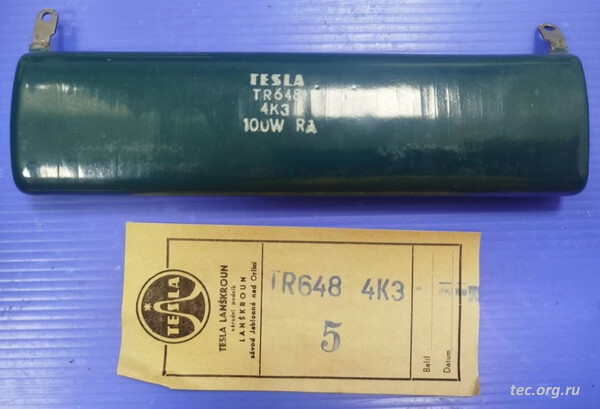 TESLA
TR648
4K3
100W RA
TESLA
TESLA LANŠKROUN
národní podnik
LANŠKROUN
závod Jablonné nad Orlicí
TR648 4K3
5
Balil
Datum
tec.org.ru